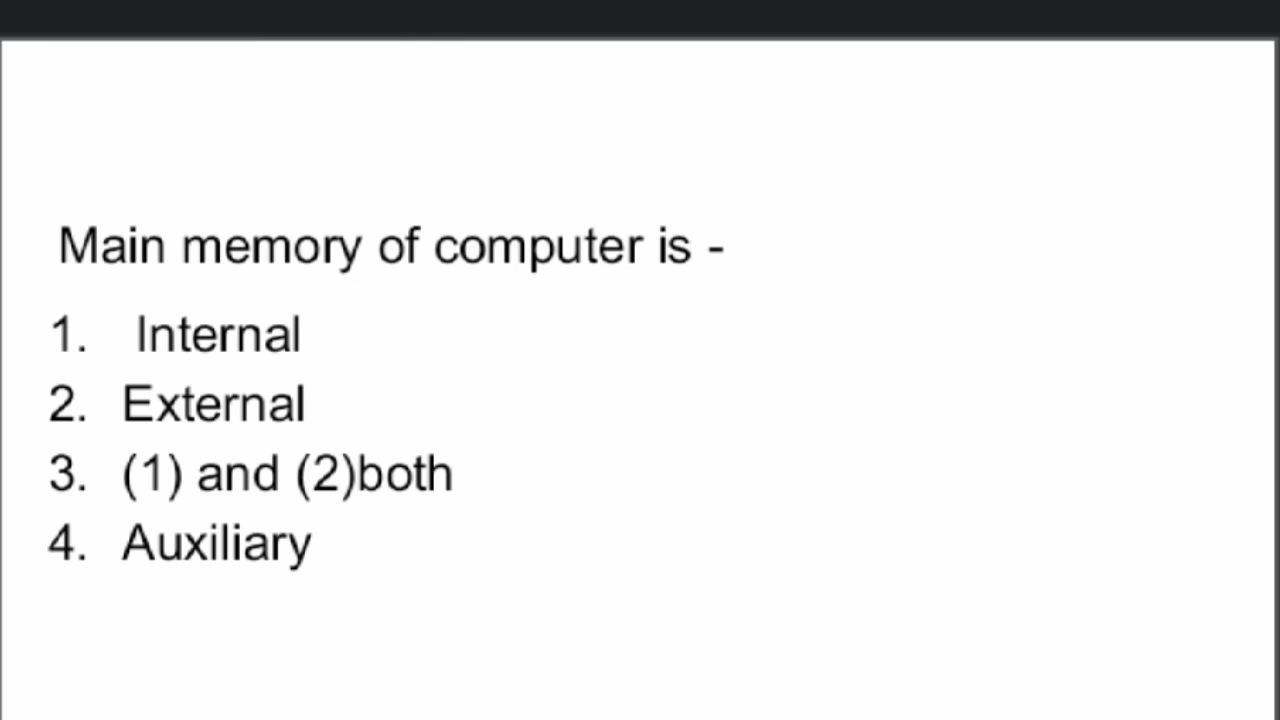 Main memory of computer is -
1. Internal
2. External
3. (1) and (2)both
4. Auxiliary